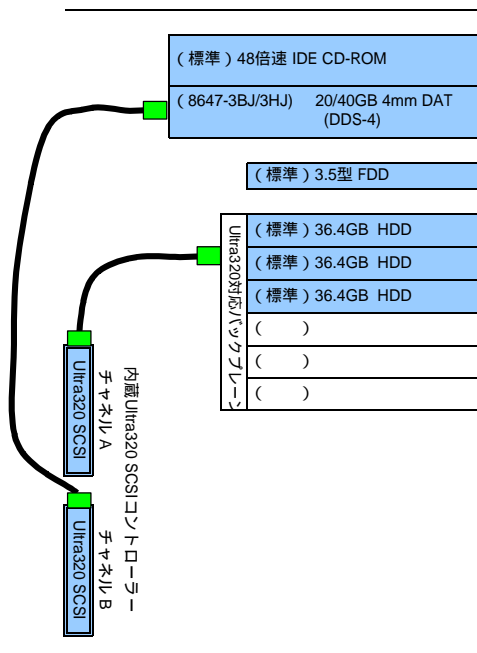 (標準)48倍速 IDE CD-ROM
(8647-3BJ/3HJ) 20/40GB 4mm DAT
(DDS-4)
(標準)3.5型 FDD
Ultra320対応バックプレーン
(標準)36.4GB HDD
(標準)36.4GB HDD
(標準)36.4GB HDD
( )
( )
( )
内蔵Ultra320 SCSIコントローラー
チャネル A
Ultra320 SCSI
チャネル B
Ultra320 SCSI